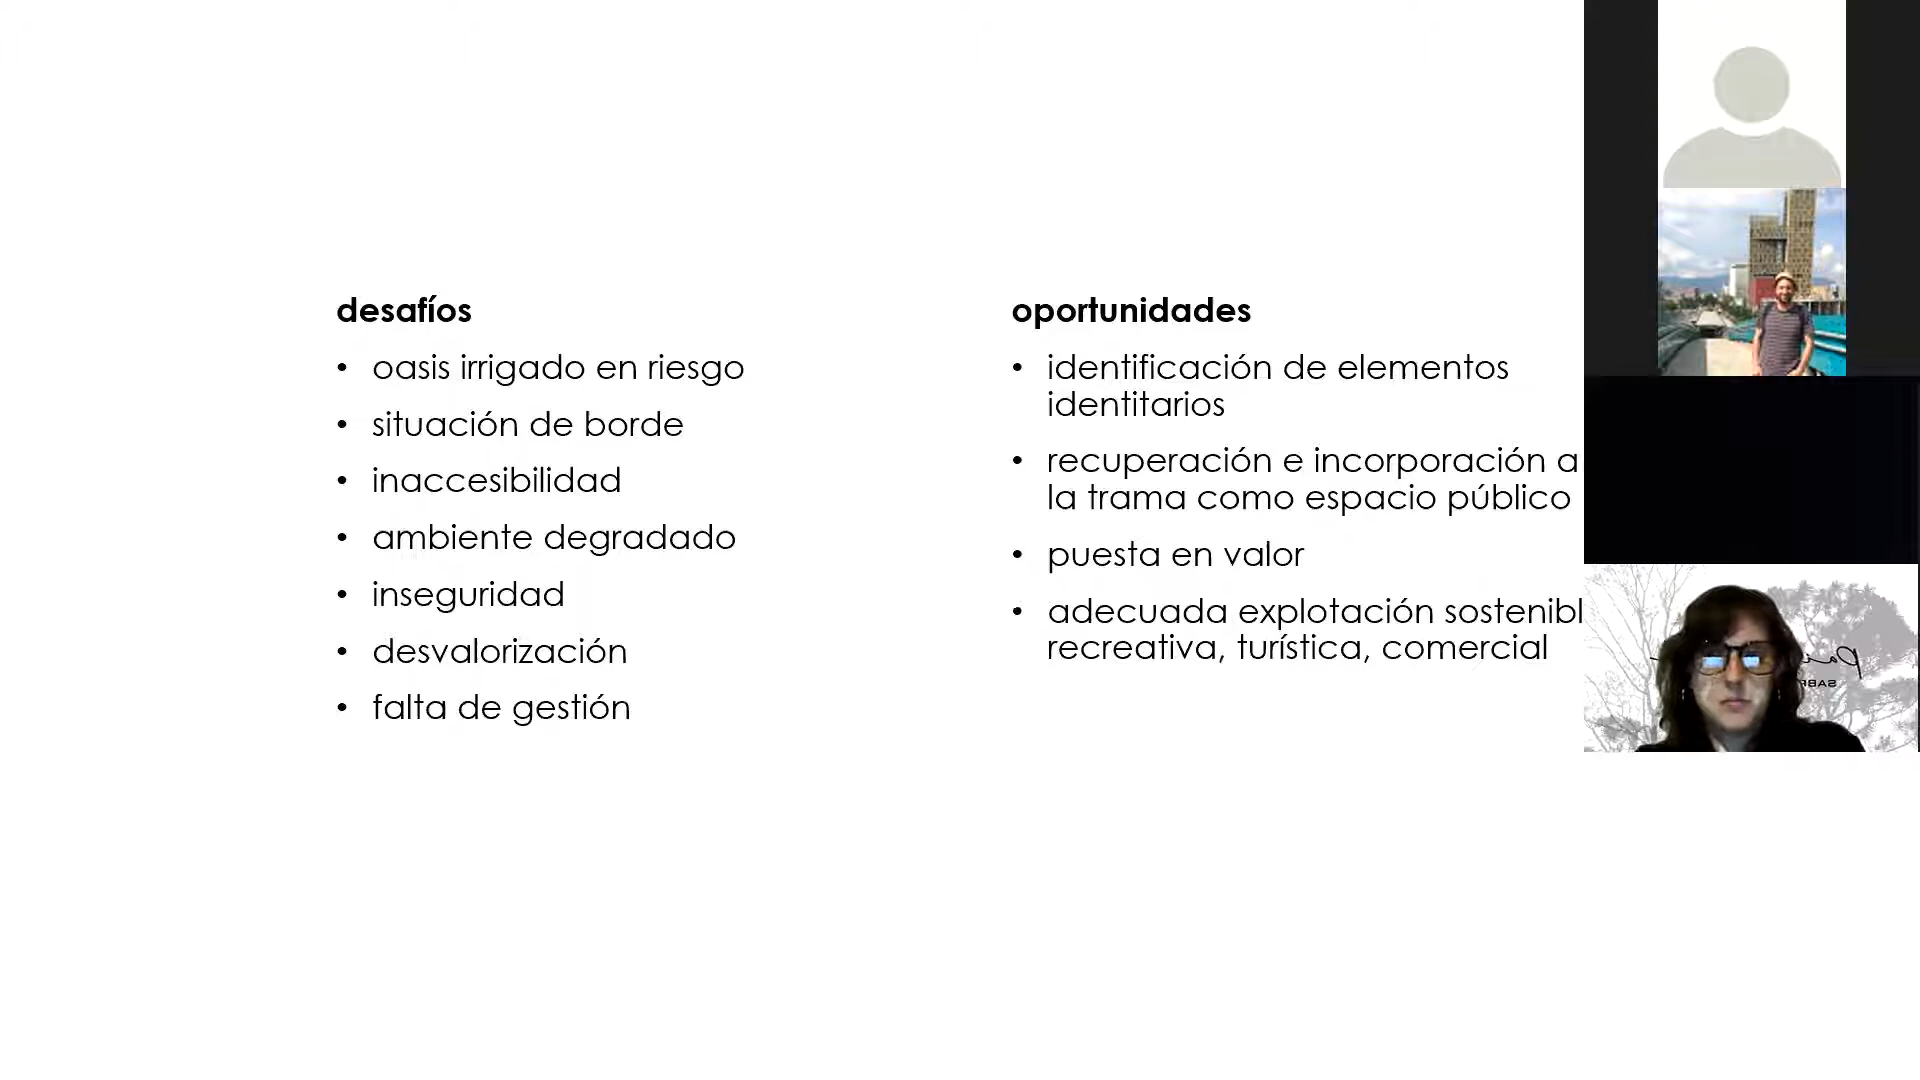 desafíos
• oasis irrigado en riesgo
• situación de borde
• inaccesibilidad
• ambiente degradado
• inseguridad
• desvalorización
• falta de gestión
oportunidades
• identificación de elementos
identitarios
• recuperación e incorporación a
la trama como espacio público
• puesta en valor
• adecuada explotación sostenibl
recreativa, turística, comercial